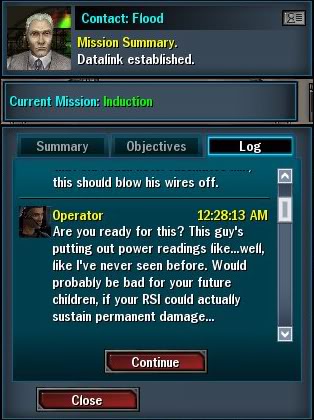 Contact: Flood
Mission Summary.
Datalink established.
Current Mission: Induction
Summary Objectives Log
this should blow his wires off.
Operator 12:28:13 AM
Are you ready for this? This guy's
putting out power readings like...well,
like I've never seen before. Would
probably be bad for your future
children, if your RSI could actually
sustain permanent damage...
Continue
Close